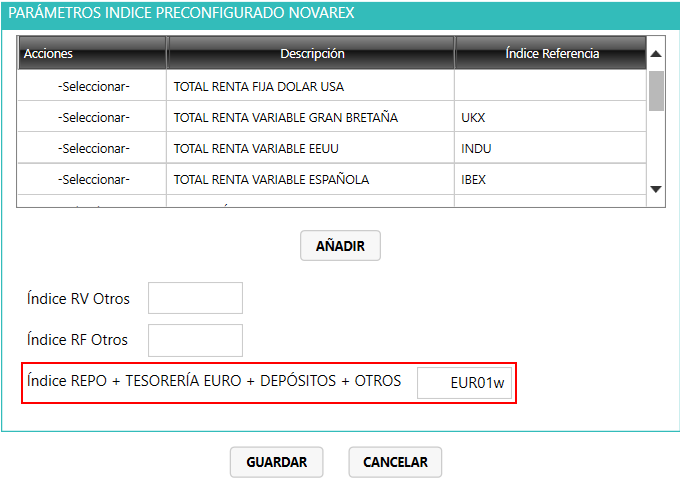 PARÁMETROS INDICE PRECONFIGURADO NOVAREX
Acciones Descripción Índice Referencia
-Seleccionar- TOTAL RENTA FIJA DOLAR USA
-Seleccionar- TOTAL RENTA VARIABLE GRAN BRETAÑA UKX
-Seleccionar- TOTAL RENTA VARIABLE EEUU INDU
-Seleccionar- TOTAL RENTA VARIABLE ESPAÑOLA IBEX
AÑADIR
Índice RV Otros
Índice RF Otros
Índice REPO + TESORERÍA EURO + DEPÓSITOS + OTROS EUR01w
GUARDAR CANCELAR